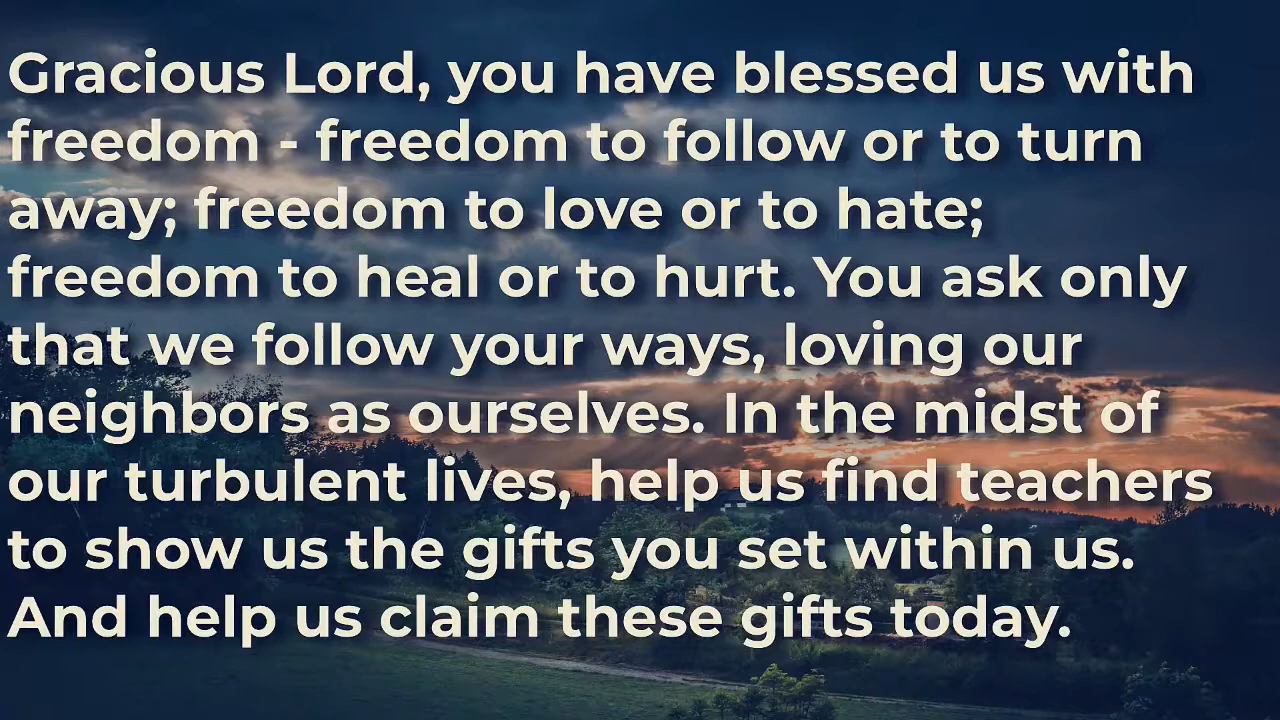 Gracious Lord, you have blessed us with
freedom - freedom to follow or to turn
away; freedom to love or to hate;
freedom to heal or to hurt. You ask only
that we follow your ways, loving our
neighbors as ourselves. In the midst of
our turbulent lives, help us find teachers
to show us the gifts you set within us.
And help us claim these gifts today.